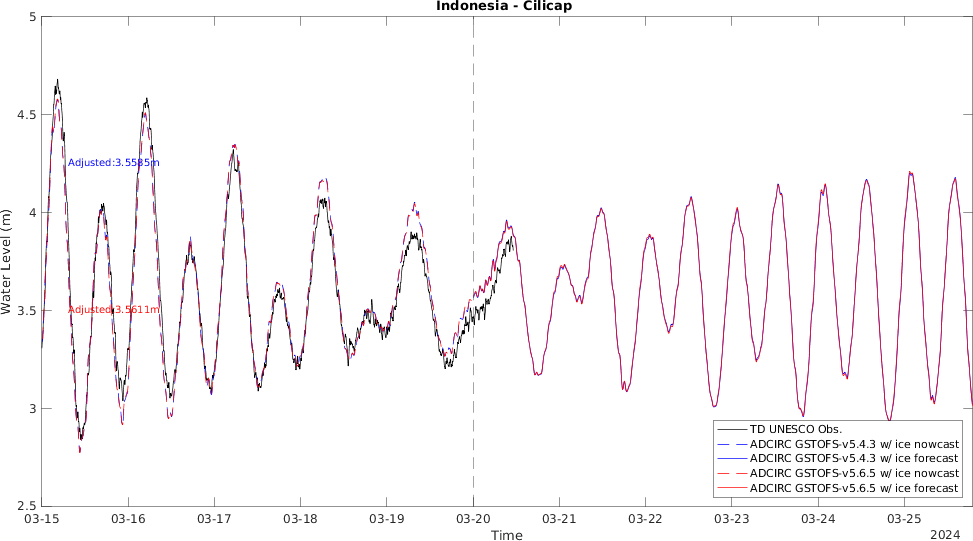 Indonesia - Cilicap
5
4.5
4
3.5
3
2.5
Water Level (m)
Adjusted:3.5585m
Adjusted:3.5611m
TD UNESCO Obs.
ADCIRC GSTOFS-v5.4.3 w/ ice nowcast
ADCIRC GSTOFS-v5.4.3 w/ ice forecast
ADCIRC GSTOFS-v5.6.5 w/ ice nowcast
ADCIRC GSTOFS-v5.6.5 w/ ice forecast
03-15 03-16 03-17 03-18 03-19 03-20 03-21 03-22 03-23 03-24 03-25
Time
2024